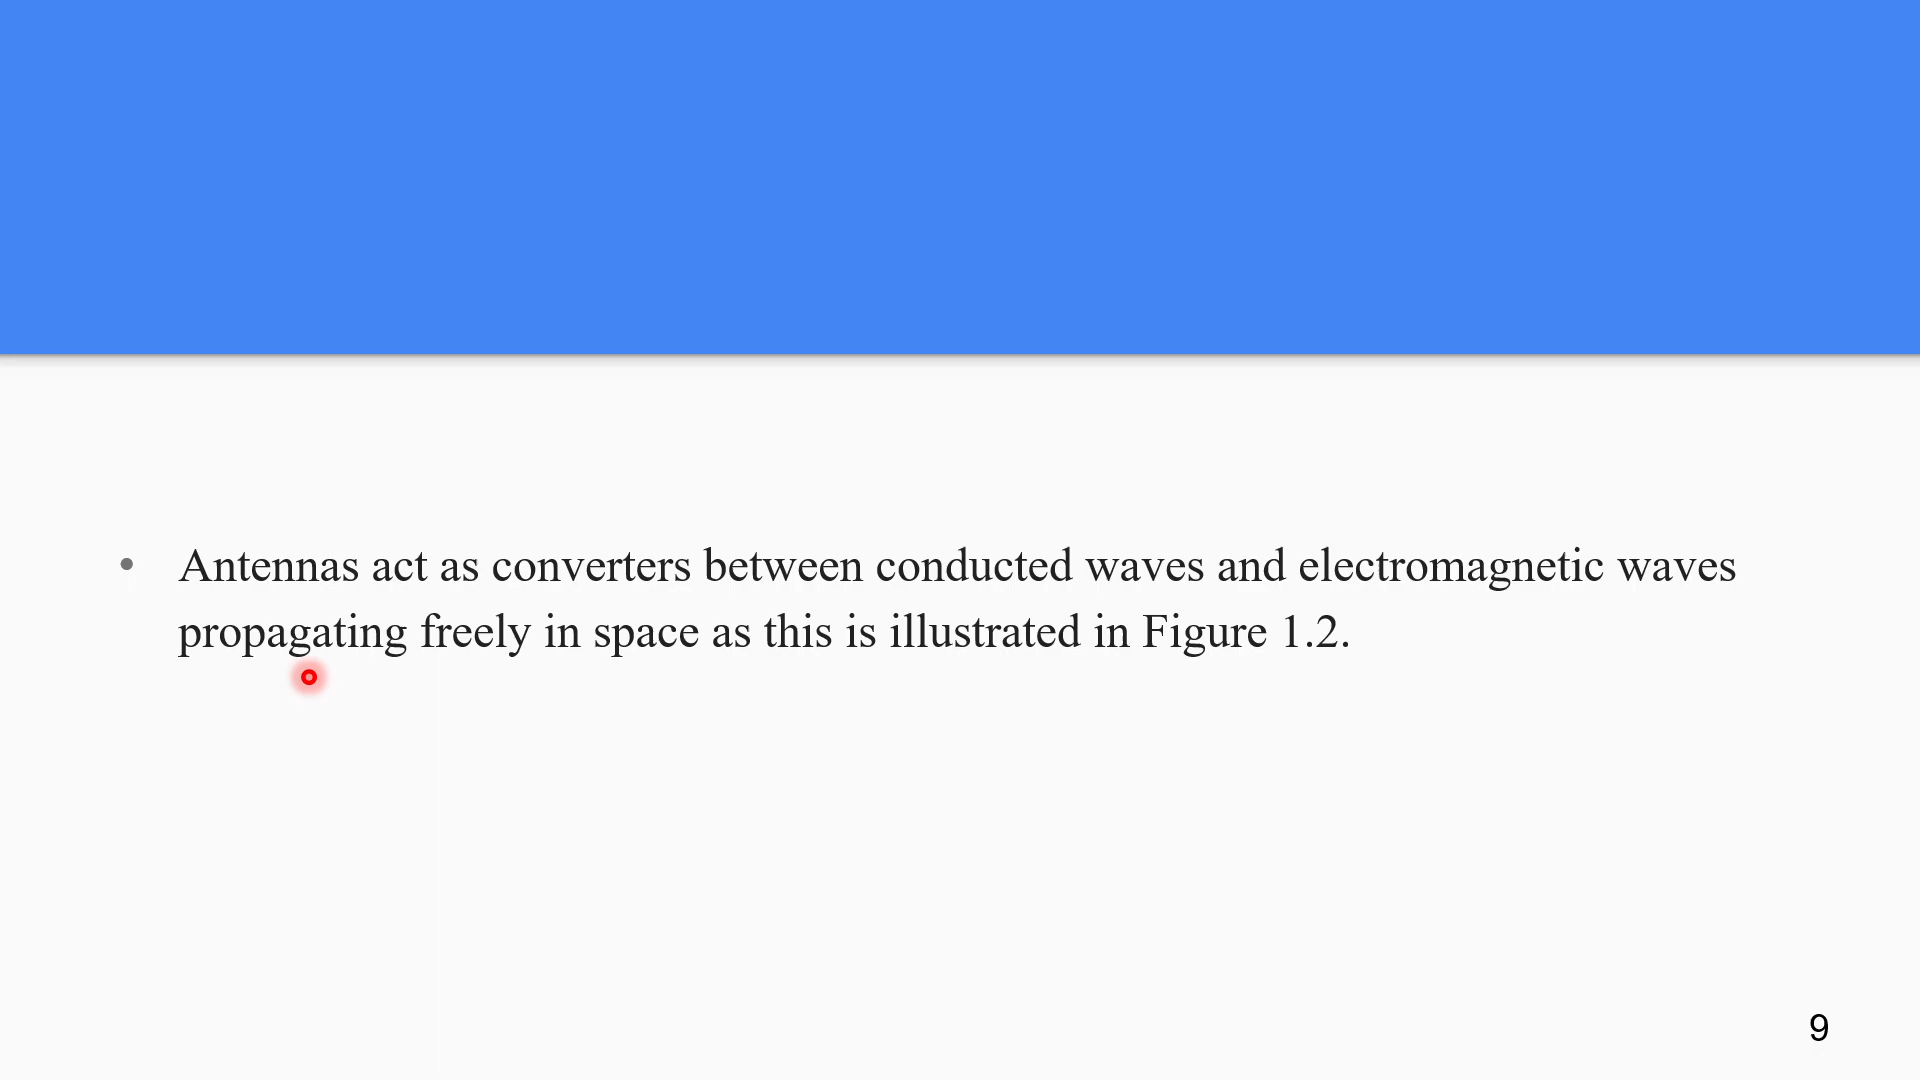 • Antennas act as converters between conducted waves and electromagnetic waves
propagating freely in space as this is illustrated in Figure 1.2.
9